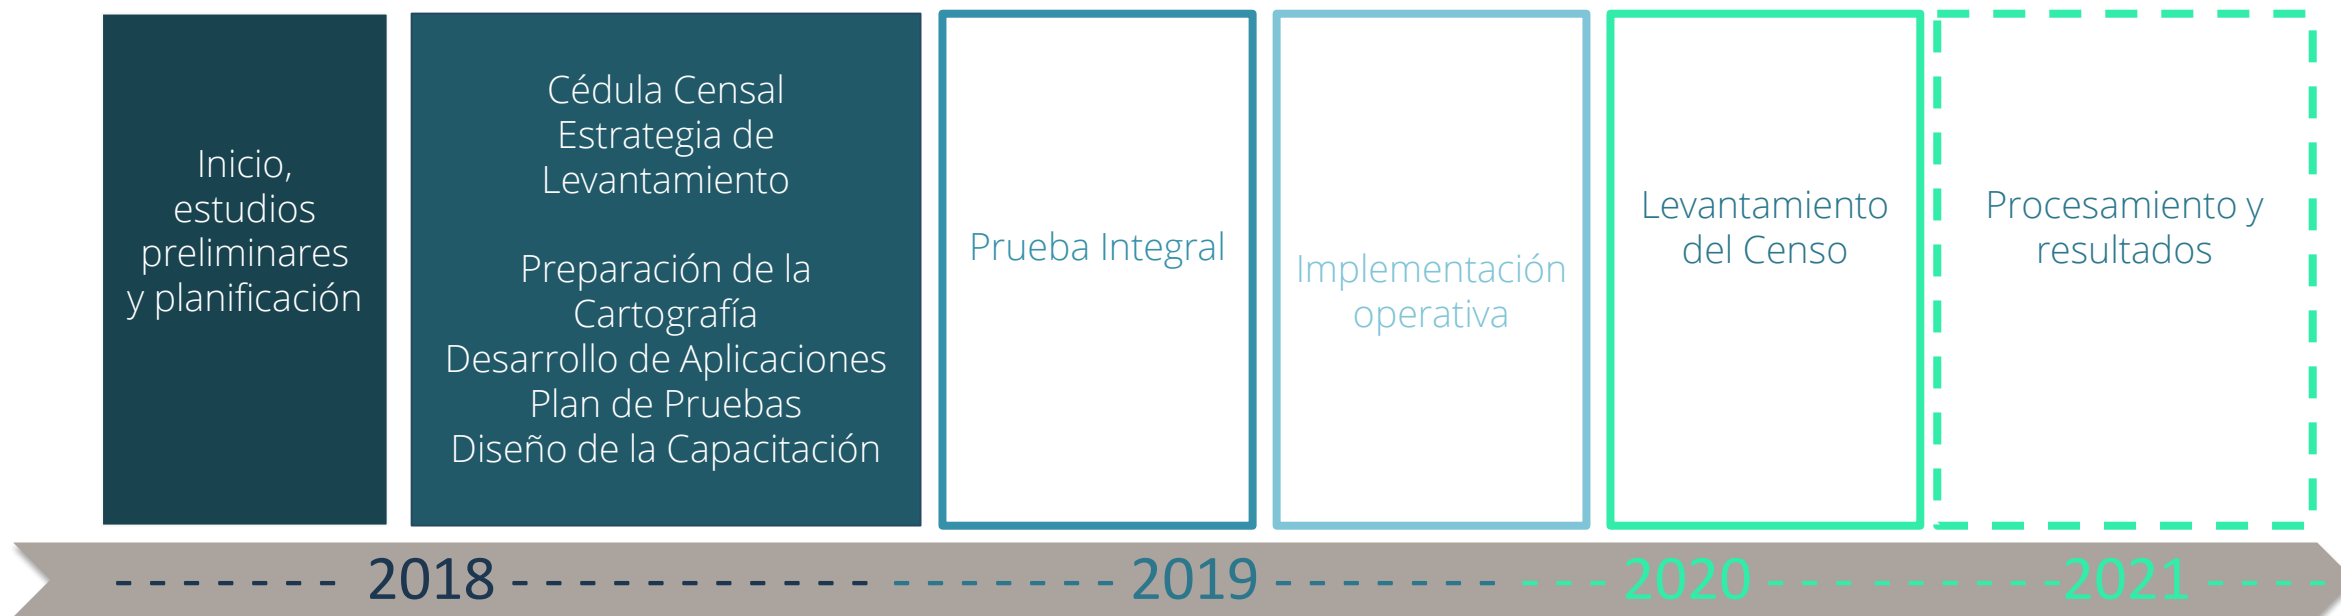 Inicio,
estudios
preliminares
y planificación
Cédula Censal
Estrategia de
Levantamiento
Preparación de la
Cartografía
Desarrollo de Aplicaciones
Plan de Pruebas
Diseño de la Capacitación
Prueba Integral
Implementación
operativa
Levantamiento
del Censo
Procesamiento y
resultados
2018 2019 2020 2021